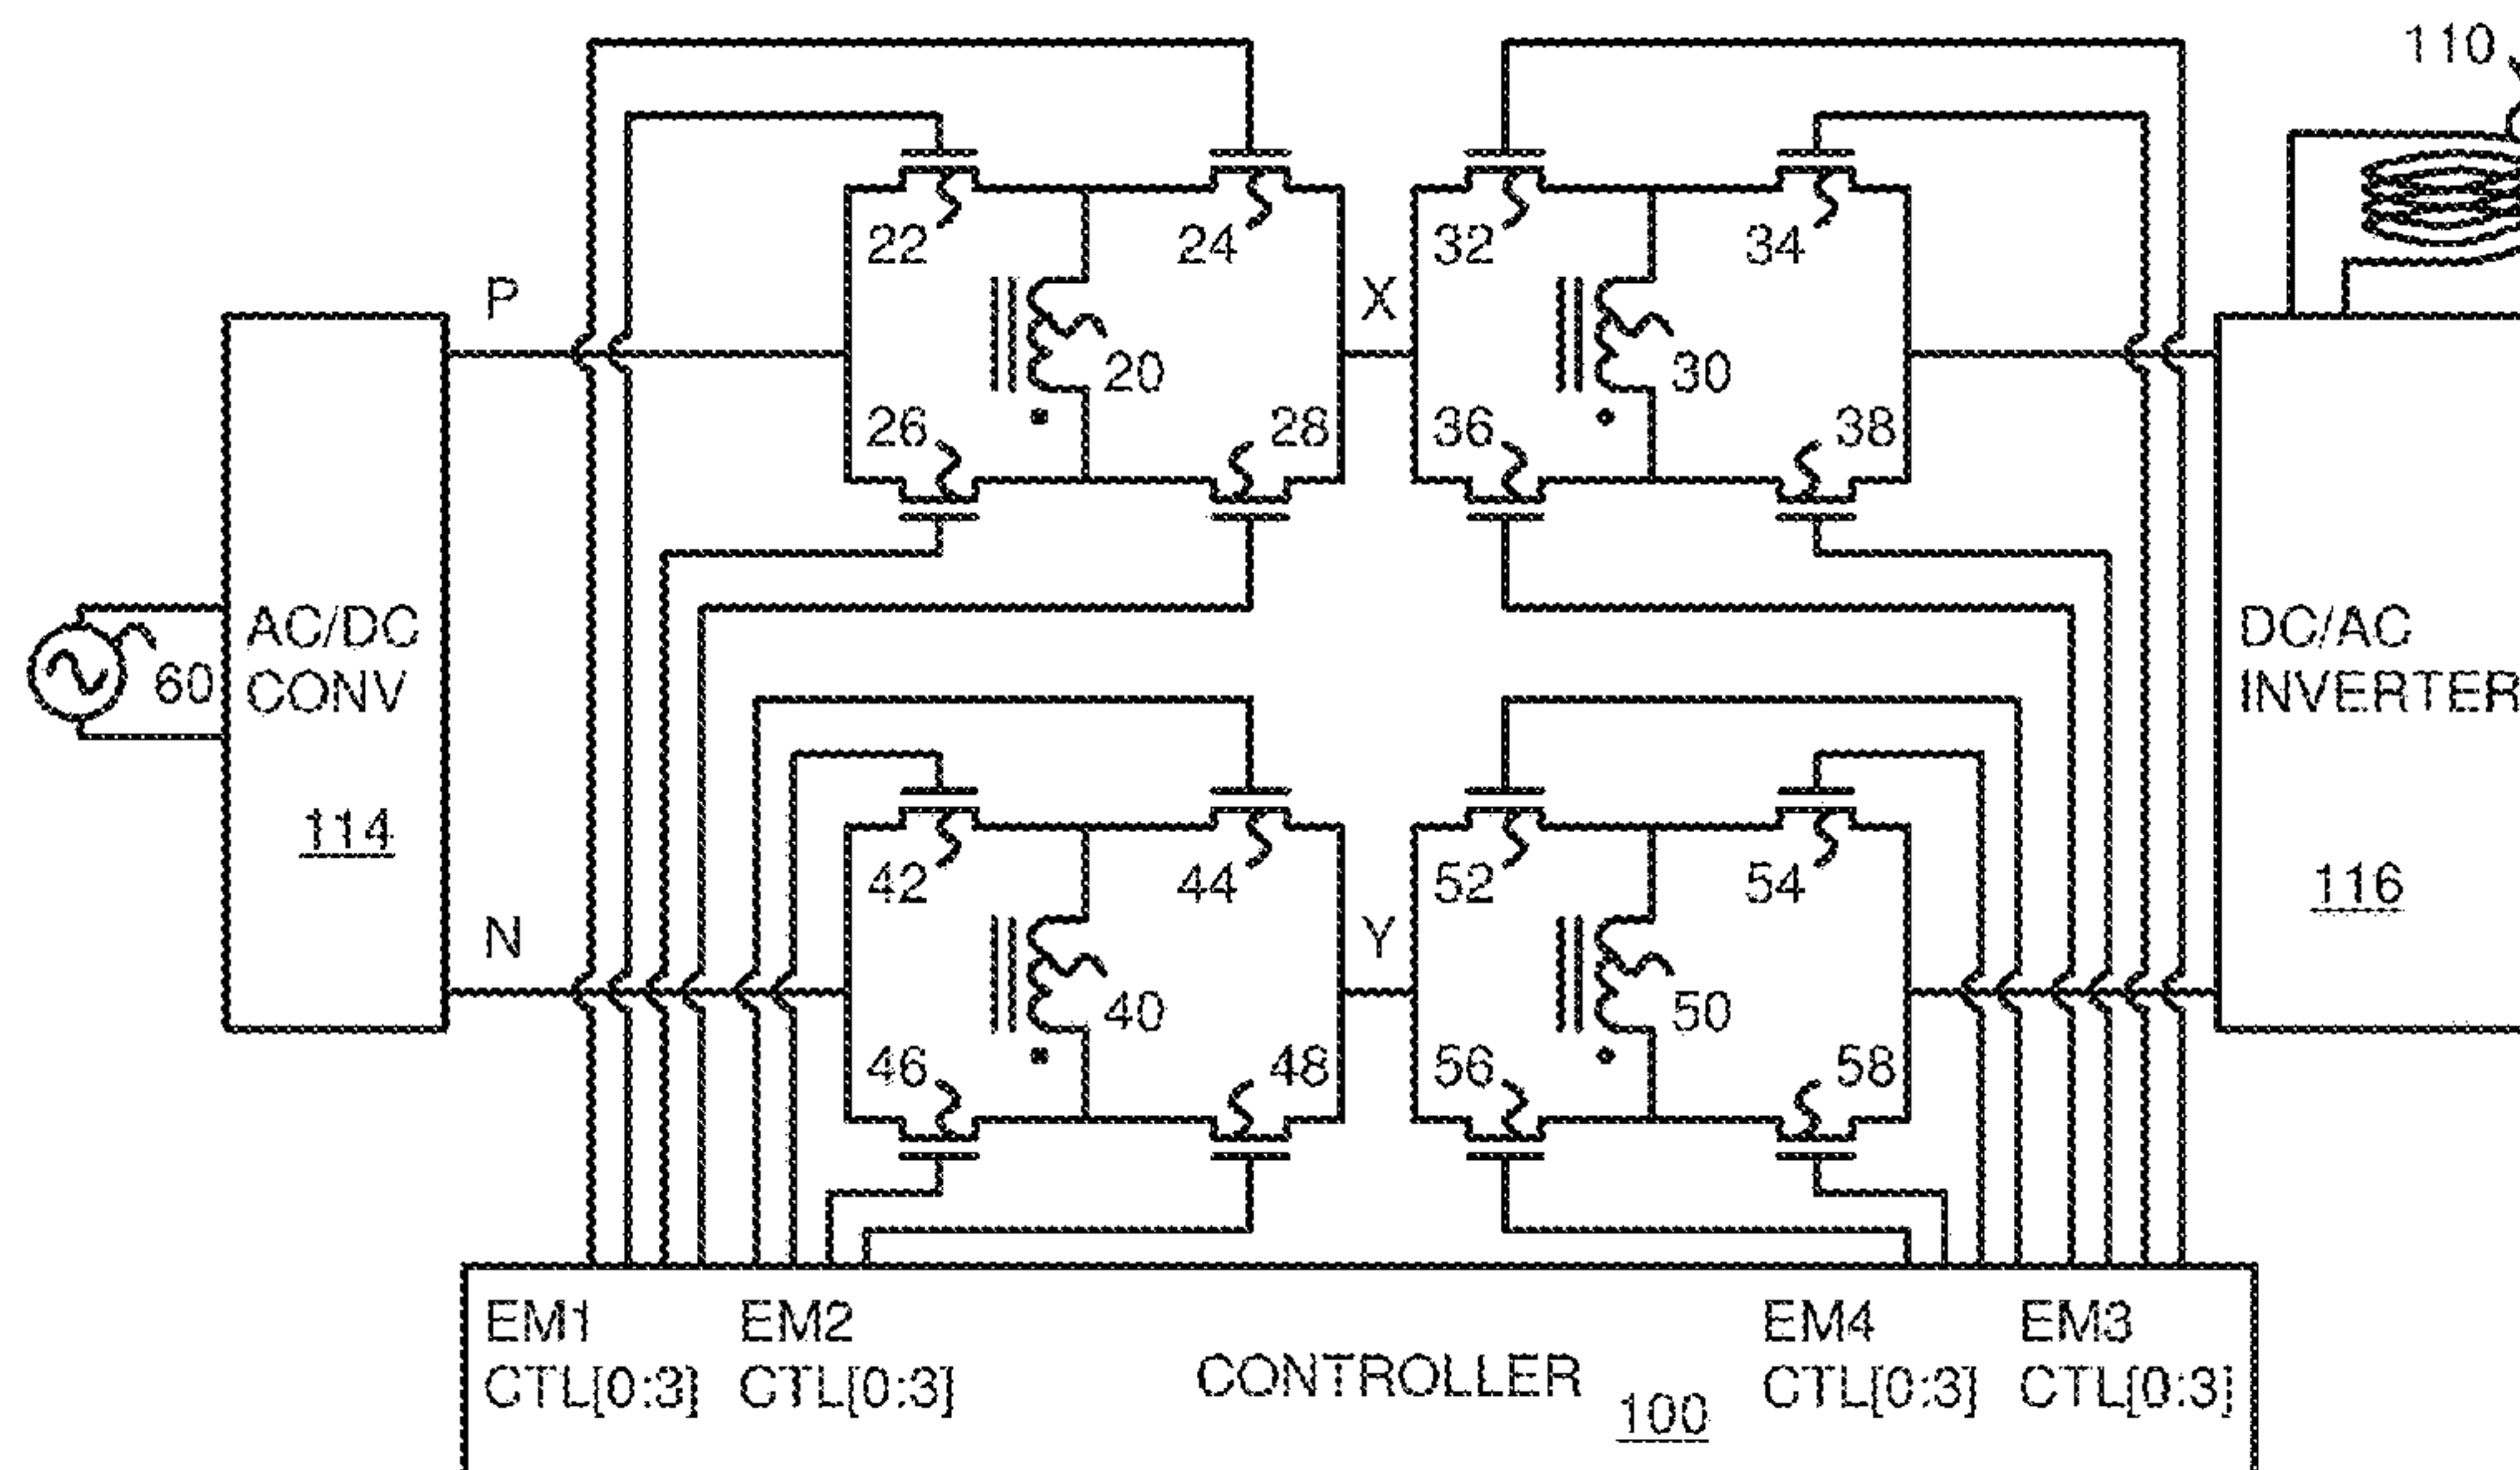 110
22
24
32
34
P
X
20
30
26
28
36
38
60
AC/DC
CONV
114
DC/AC
INVERTER
116
42
44
52
54
N
Y
40
50
46
48
56
58
EM1
CTL[0:3]
EM2
CTL[0:3]
CONTROLLER
100
EM4
CTL[0:3]
EM3
CTL[0:3]